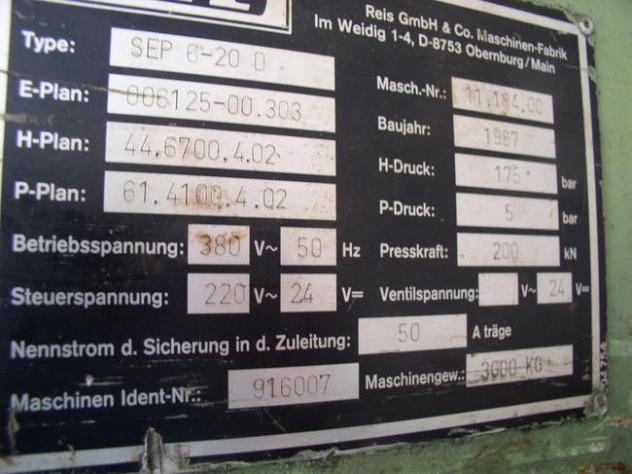 Reis GmbH & Co. Maschinen-Fabrik
Im Weidig 1-4, D-8753 Obernburg/Main
Type: SEP 6-20 D
E-Plan: 006125-00.303
H-Plan: 44.6700.4.02
P-Plan: 61.4100.4.02
Masch.-Nr.: 11.184.00
Baujahr: 1987
H-Druck: 175 bar
P-Druck: 5 bar
Betriebsspannung: 380 V~ 50 Hz Presskraft: 200 kN
Steuerspannung: 220 V~ 24 V= Ventilspannung: V~ 24 V=
Nennstrom d. Sicherung in d. Zuleitung: 50 A träge
Maschinen Ident-Nr.: 916007 Maschinengew.: 3000 KG